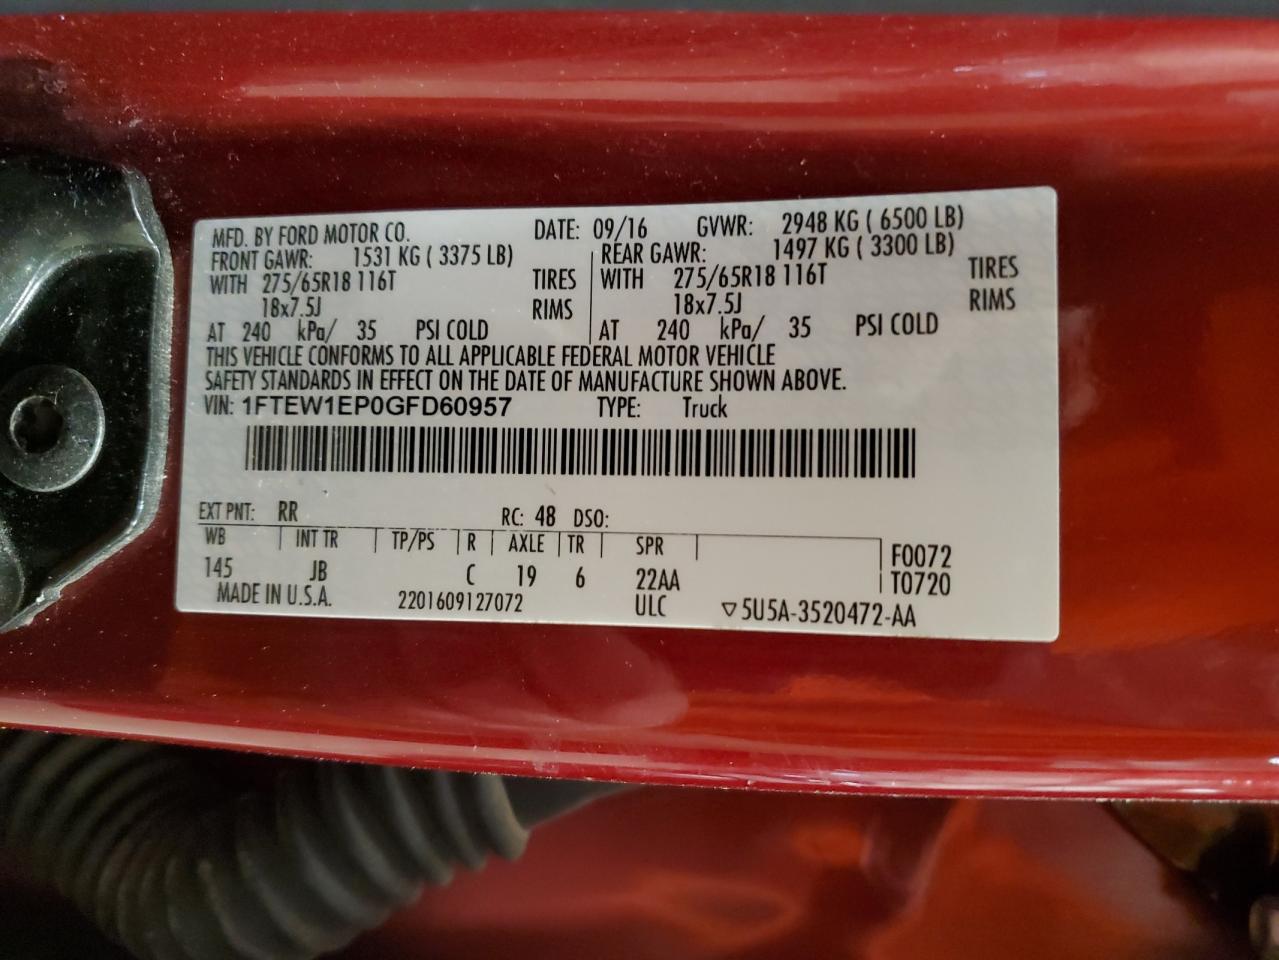 MFD. BY FORD MOTOR CO. DATE: 09/16 GVWR: 2948 KG ( 6500 LB)
FRONT GAWR: 1531 KG ( 3375 LB) REAR GAWR: 1497 KG ( 3300 LB)
WITH 275/65R18 116T TIRES WITH 275/65R18 116T TIRES
18x7.5J RIMS 18x7.5J RIMS
AT 240 kPa/ 35 PSI COLD AT 240 kPa/ 35 PSI COLD
THIS VEHICLE CONFORMS TO ALL APPLICABLE FEDERAL MOTOR VEHICLE
SAFETY STANDARDS IN EFFECT ON THE DATE OF MANUFACTURE SHOWN ABOVE.
VIN: 1FTEW1EP0GFD60957 TYPE: Truck
EXT PNT: RR RC: 48 DSO:
WB INT TR TP/PS R AXLE TR SPR F0072
145 JB C 19 6 22AA T0720
MADE IN U.S.A. 2201609127072 ULC ▽5U5A-3520472-AA